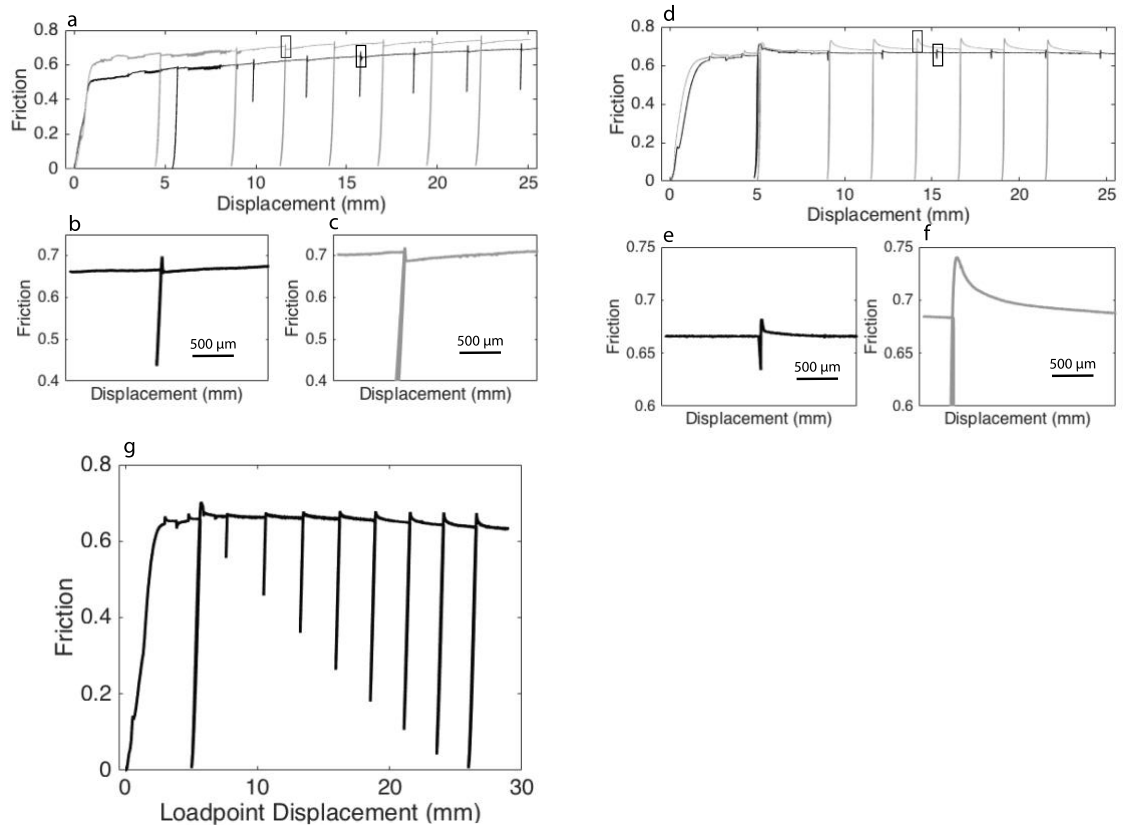 a
0.8
0.6
0.4
0.2
0
Friction
0 5 10 15 20 25
Displacement (mm)
b
0.7
0.6
0.5
0.4
Friction
500 µm
Displacement (mm)
c
0.7
0.6
0.5
0.4
Friction
500 µm
Displacement (mm)
d
0.8
0.6
0.4
0.2
0
Friction
0 5 10 15 20 25
Displacement (mm)
e
0.75
0.7
0.65
0.6
Friction
500 µm
Displacement (mm)
f
0.75
0.7
0.65
0.6
Friction
500 µm
Displacement (mm)
g
0.8
0.6
0.4
0.2
0
Friction
0 10 20 30
Loadpoint Displacement (mm)